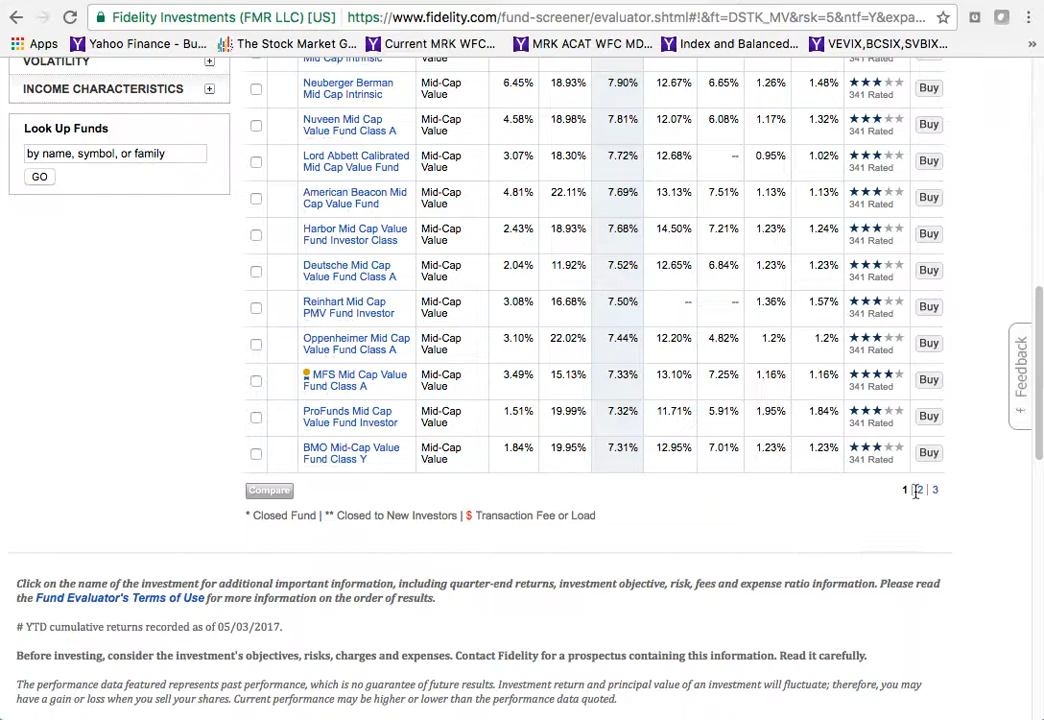 Fidelity Investments (FMR LLC) [US] https://www.fidelity.com/fund-screener/evaluator.shtml#!&ft=DSTK_MV&rsk=5&ntf=Y&expa...
Apps Yahoo Finance - Bu... The Stock Market G... Current MRK WFC... MRK ACAT WFC MD... Index and Balanced... VEVIX,BCSIX,SVBIX... »
VOLATILITY
INCOME CHARACTERISTICS
Look Up Funds
by name, symbol, or family
GO
Mid Cap Intrinsic Value
Neuberger Berman Mid-Cap 6.45% 18.93% 7.90% 12.67% 6.65% 1.26% 1.48% Buy
Mid Cap Intrinsic Value 341 Rated
Nuveen Mid Cap Mid-Cap 4.58% 18.98% 7.81% 12.07% 6.08% 1.17% 1.32% Buy
Value Fund Class A Value 341 Rated
Lord Abbett Calibrated Mid-Cap 3.07% 18.30% 7.72% 12.68% -- 0.95% 1.02% Buy
Mid Cap Value Fund Value 341 Rated
American Beacon Mid Mid-Cap 4.81% 22.11% 7.69% 13.13% 7.51% 1.13% 1.13% Buy
Cap Value Fund Value 341 Rated
Harbor Mid Cap Value Mid-Cap 2.43% 18.93% 7.68% 14.50% 7.21% 1.23% 1.24% Buy
Fund Investor Class Value 341 Rated
Deutsche Mid Cap Mid-Cap 2.04% 11.92% 7.52% 12.65% 6.84% 1.23% 1.23% Buy
Value Fund Class A Value 341 Rated
Reinhart Mid Cap Mid-Cap 3.08% 16.68% 7.50% -- -- 1.36% 1.57% Buy
PMV Fund Investor Value 341 Rated
Oppenheimer Mid Cap Mid-Cap 3.10% 22.02% 7.44% 12.20% 4.82% 1.2% 1.2% Buy
Value Fund Class A Value 341 Rated
MFS Mid Cap Value Mid-Cap 3.49% 15.13% 7.33% 13.10% 7.25% 1.16% 1.16% Buy
Fund Class A Value 341 Rated
ProFunds Mid Cap Mid-Cap 1.51% 19.99% 7.32% 11.71% 5.91% 1.95% 1.84% Buy
Value Fund Investor Value 341 Rated
BMO Mid-Cap Value Mid-Cap 1.84% 19.95% 7.31% 12.95% 7.01% 1.23% 1.23% Buy
Fund Class Y Value 341 Rated
Compare 1 | 2 | 3
* Closed Fund | ** Closed to New Investors | $ Transaction Fee or Load
Feedback
Click on the name of the investment for additional important information, including quarter-end returns, investment objective, risk, fees and expense ratio information. Please read
the Fund Evaluator's Terms of Use for more information on the order of results.
# YTD cumulative returns recorded as of 05/03/2017.
Before investing, consider the investment's objectives, risks, charges and expenses. Contact Fidelity for a prospectus containing this information. Read it carefully.
The performance data featured represents past performance, which is no guarantee of future results. Investment return and principal value of an investment will fluctuate; therefore, you may
have a gain or loss when you sell your shares. Current performance may be higher or lower than the performance data quoted.